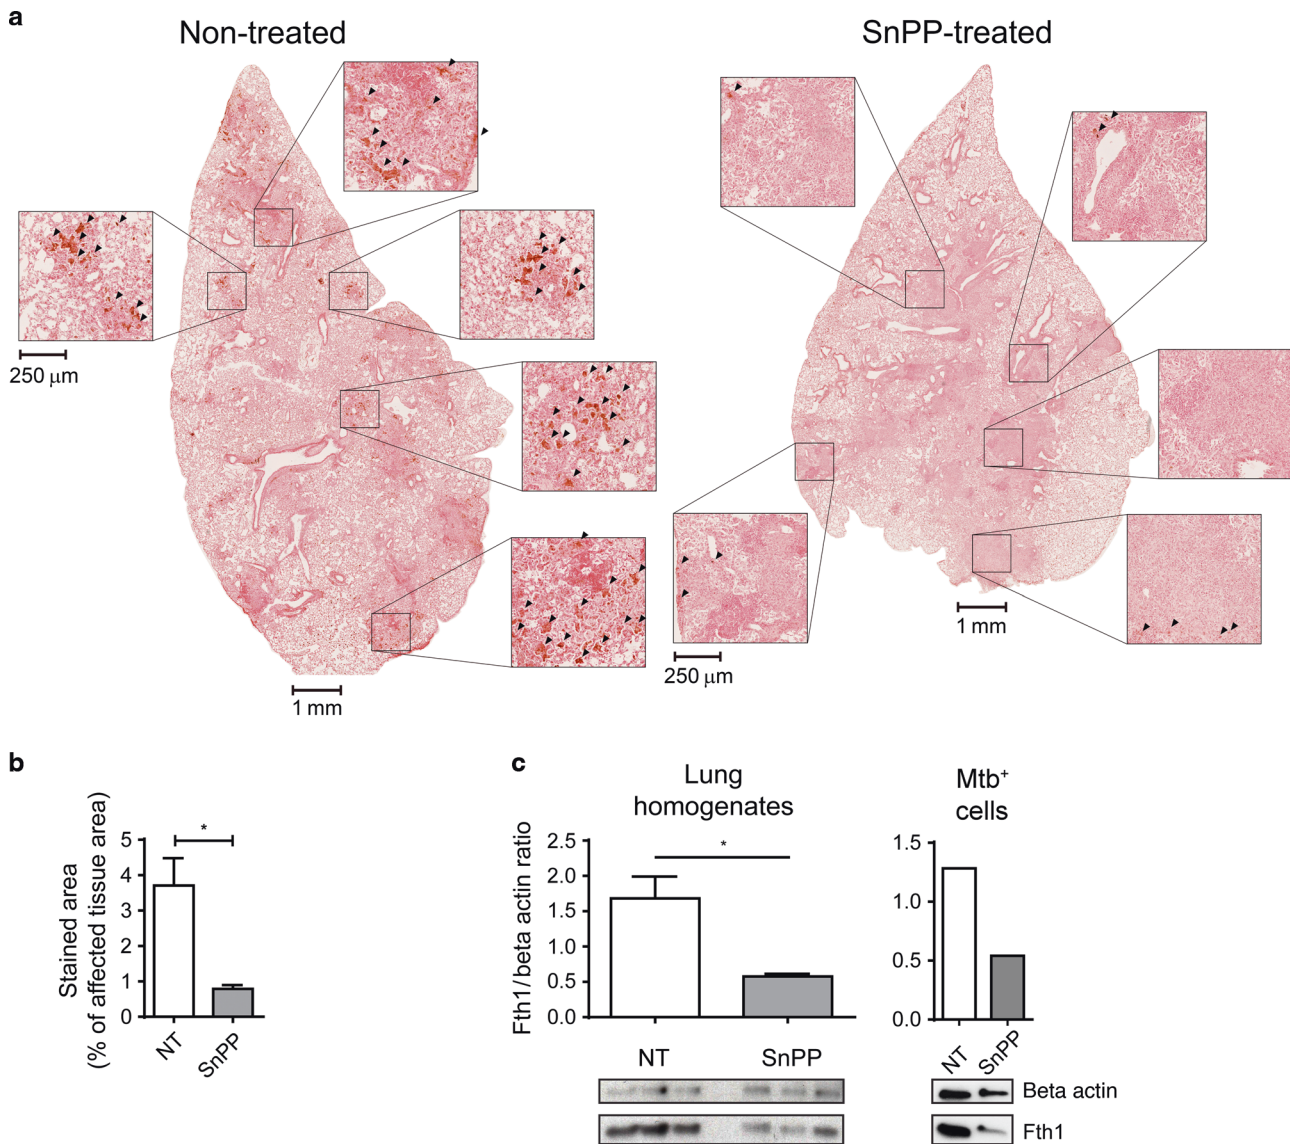 a
Non-treated
SnPP-treated
250 μm
1 mm
250 μm
1 mm
b
Stained area
(% of affected tissue area)
5
4
3
2
1
0
*
NT
SnPP
c
Lung
homogenates
Fth1/beta actin ratio
2.5
2.0
1.5
1.0
0.5
0.0
*
NT
SnPP
Mtb⁺
cells
1.5
1.0
0.5
0.0
NT
SnPP
Beta actin
Fth1